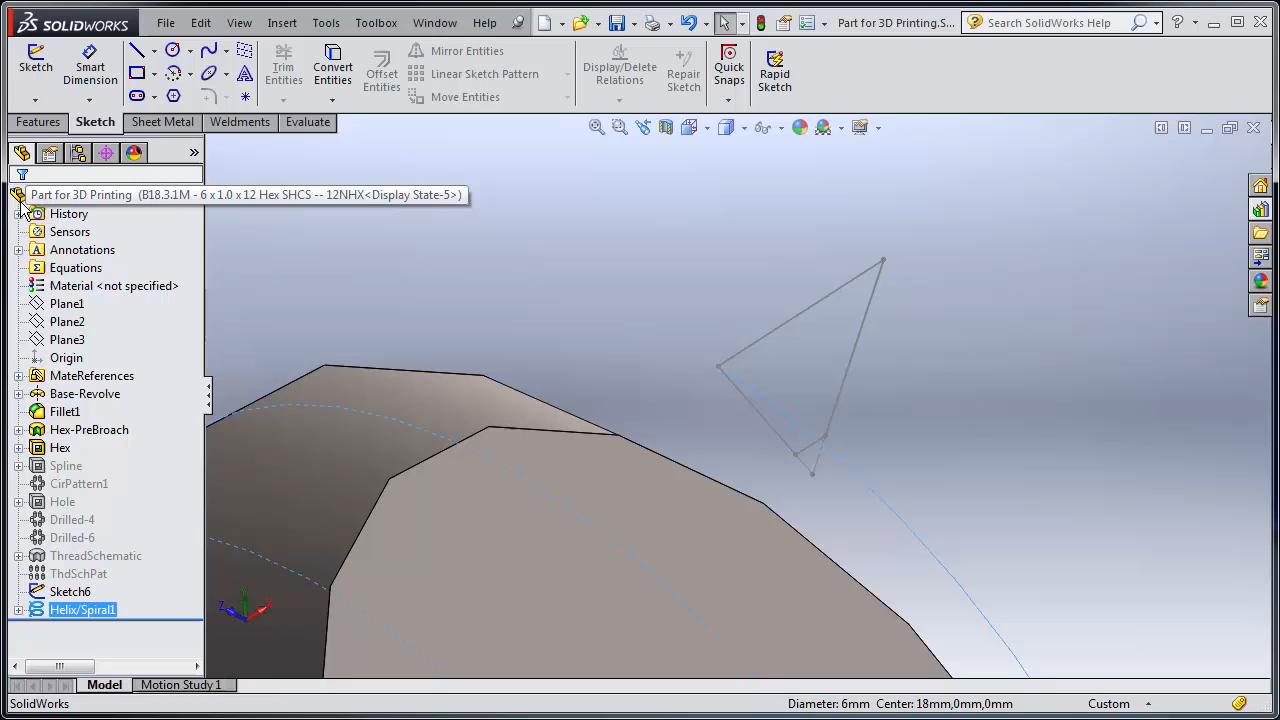 SOLIDWORKS File Edit View Insert Tools Toolbox Window Help Part for 3D Printing.S... Search SolidWorks Help
Sketch Smart Dimension Trim Entities Convert Entities Offset Entities Mirror Entities Linear Sketch Pattern Move Entities Display/Delete Relations Repair Sketch Quick Snaps Rapid Sketch
Features Sketch Sheet Metal Weldments Evaluate
Part for 3D Printing (B18.3.1M - 6 x 1.0 x 12 Hex SHCS -- 12NHX<Display State-5>)
History
Sensors
Annotations
Equations
Material <not specified>
Plane1
Plane2
Plane3
Origin
MateReferences
Base-Revolve
Fillet1
Hex-PreBroach
Hex
Spline
CirPattern1
Hole
Drilled-4
Drilled-6
ThreadSchematic
ThdSchPat
Sketch6
Helix/Spiral1
Z Y X
Model Motion Study 1
SolidWorks Diameter: 6mm Center: 18mm,0mm,0mm Custom